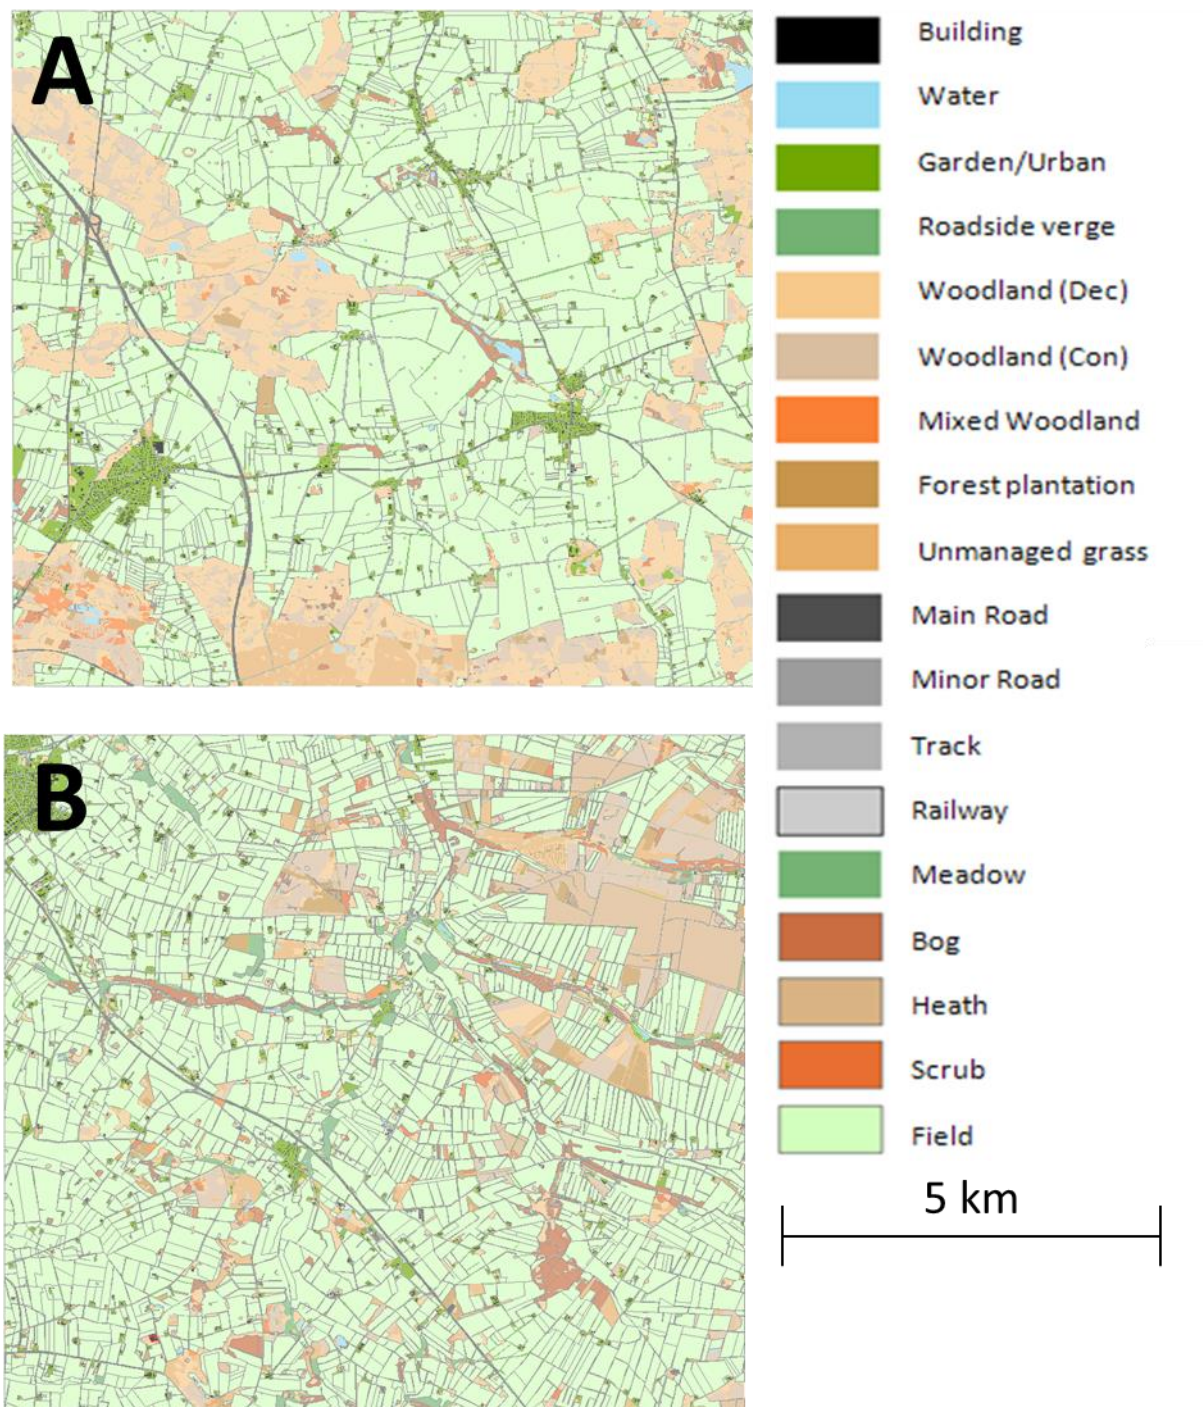 A
B
Building
Water
Garden/Urban
Roadside verge
Woodland (Dec)
Woodland (Con)
Mixed Woodland
Forest plantation
Unmanaged grass
Main Road
Minor Road
Track
Railway
Meadow
Bog
Heath
Scrub
Field
5 km